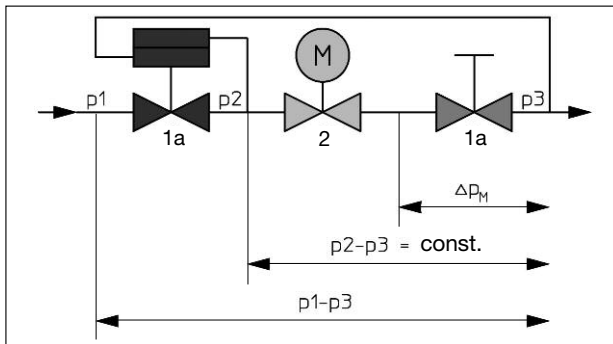 M
p1
p2
p3
1a
2
1a
Δp_M
p2-p3 = const.
p1-p3